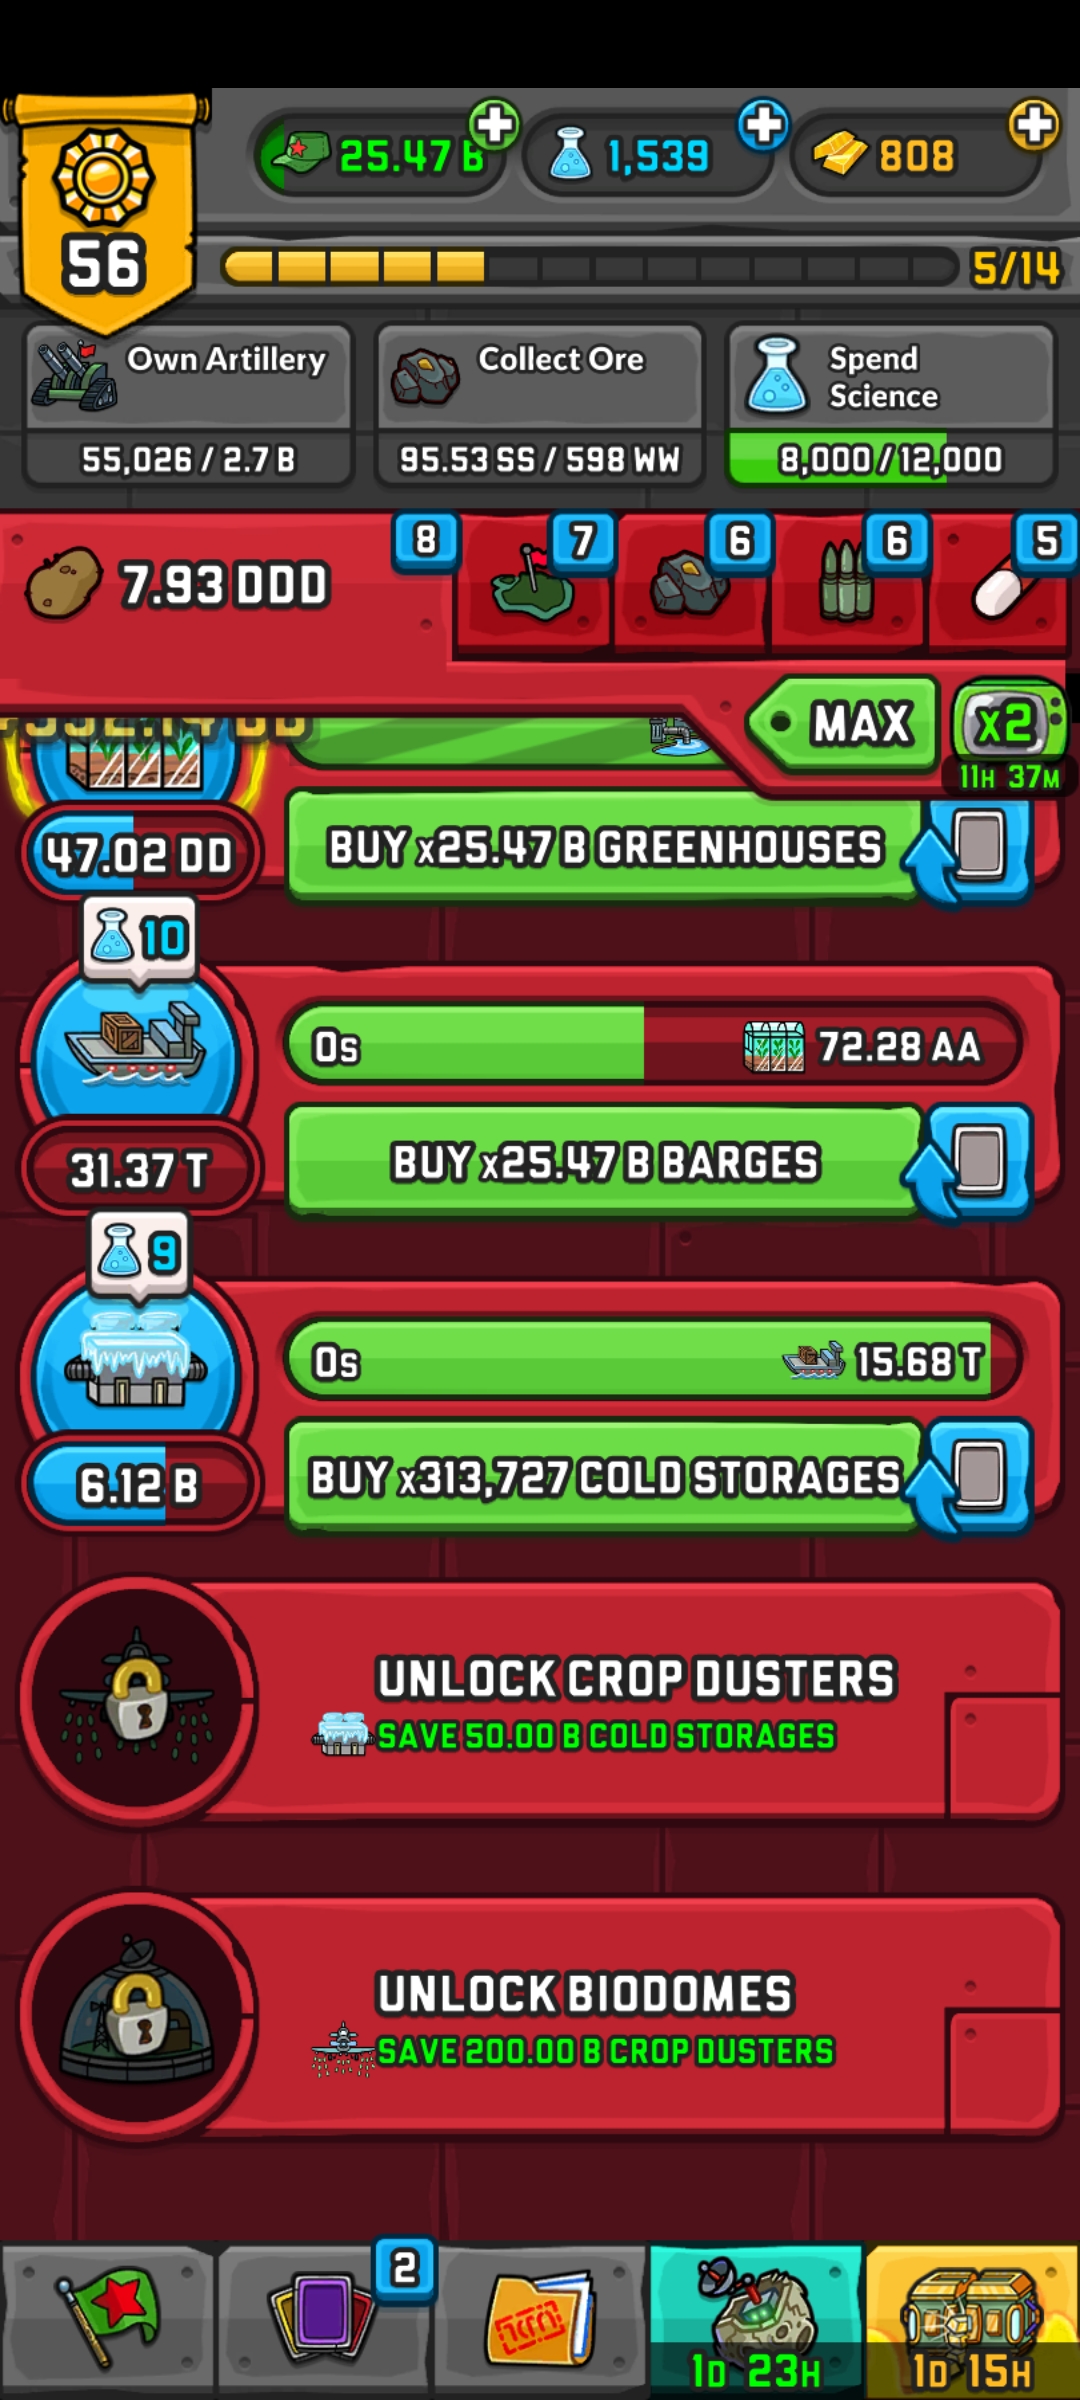 25.47 B
1,539
808
56
5/14
Own Artillery
55,026 / 2.7 B
Collect Ore
95.53 SS / 598 WW
Spend
Science
8,000 / 12,000
7.93 DDD
8
7
6
6
5
MAX
x2
11H 37M
47.02 DD
BUY x25.47 B GREENHOUSES
10
0s
72.28 AA
31.37 T
BUY x25.47 B BARGES
9
0s
15.68 T
6.12 B
BUY x313,727 COLD STORAGES
UNLOCK CROP DUSTERS
SAVE 50.00 B COLD STORAGES
UNLOCK BIODOMES
SAVE 200.00 B CROP DUSTERS
2
1D 23H
1D 15H